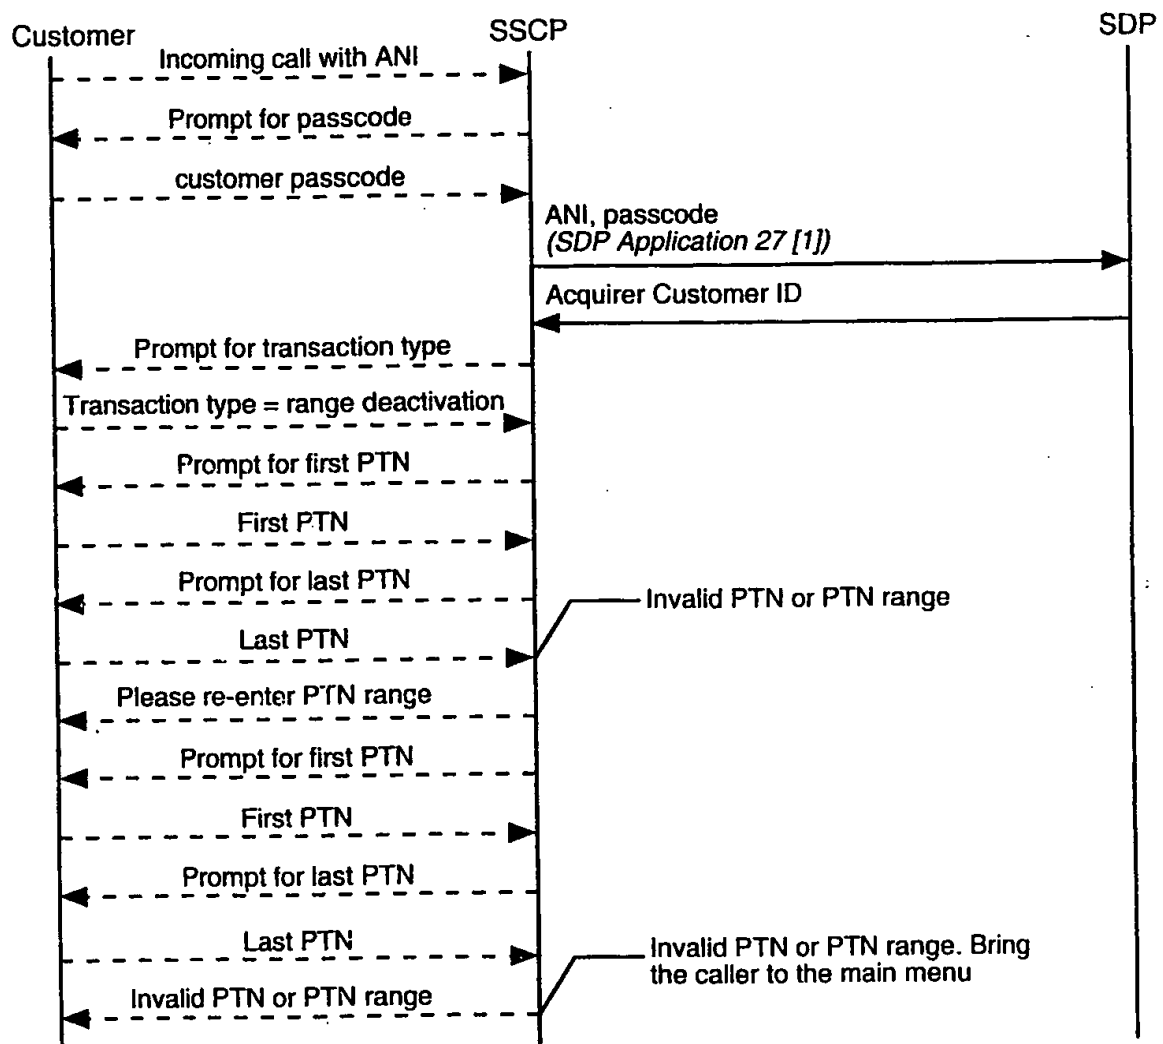 Customer
SSCP
SDP
Incoming call with ANI
Prompt for passcode
customer passcode
ANI, passcode
(SDP Application 27 [1])
Acquirer Customer ID
Prompt for transaction type
Transaction type = range deactivation
Prompt for first PTN
First PTN
Prompt for last PTN
Invalid PTN or PTN range
Last PTN
Please re-enter PTN range
Prompt for first PTN
First PTN
Prompt for last PTN
Last PTN
Invalid PTN or PTN range. Bring
the caller to the main menu
Invalid PTN or PTN range